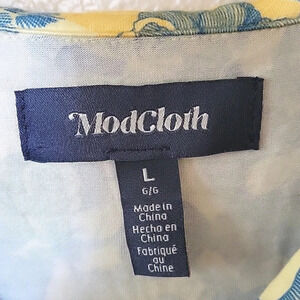 ModCloth
L
G/G
Made in
China
Hecho en
China
Fabriqué
au
Chine